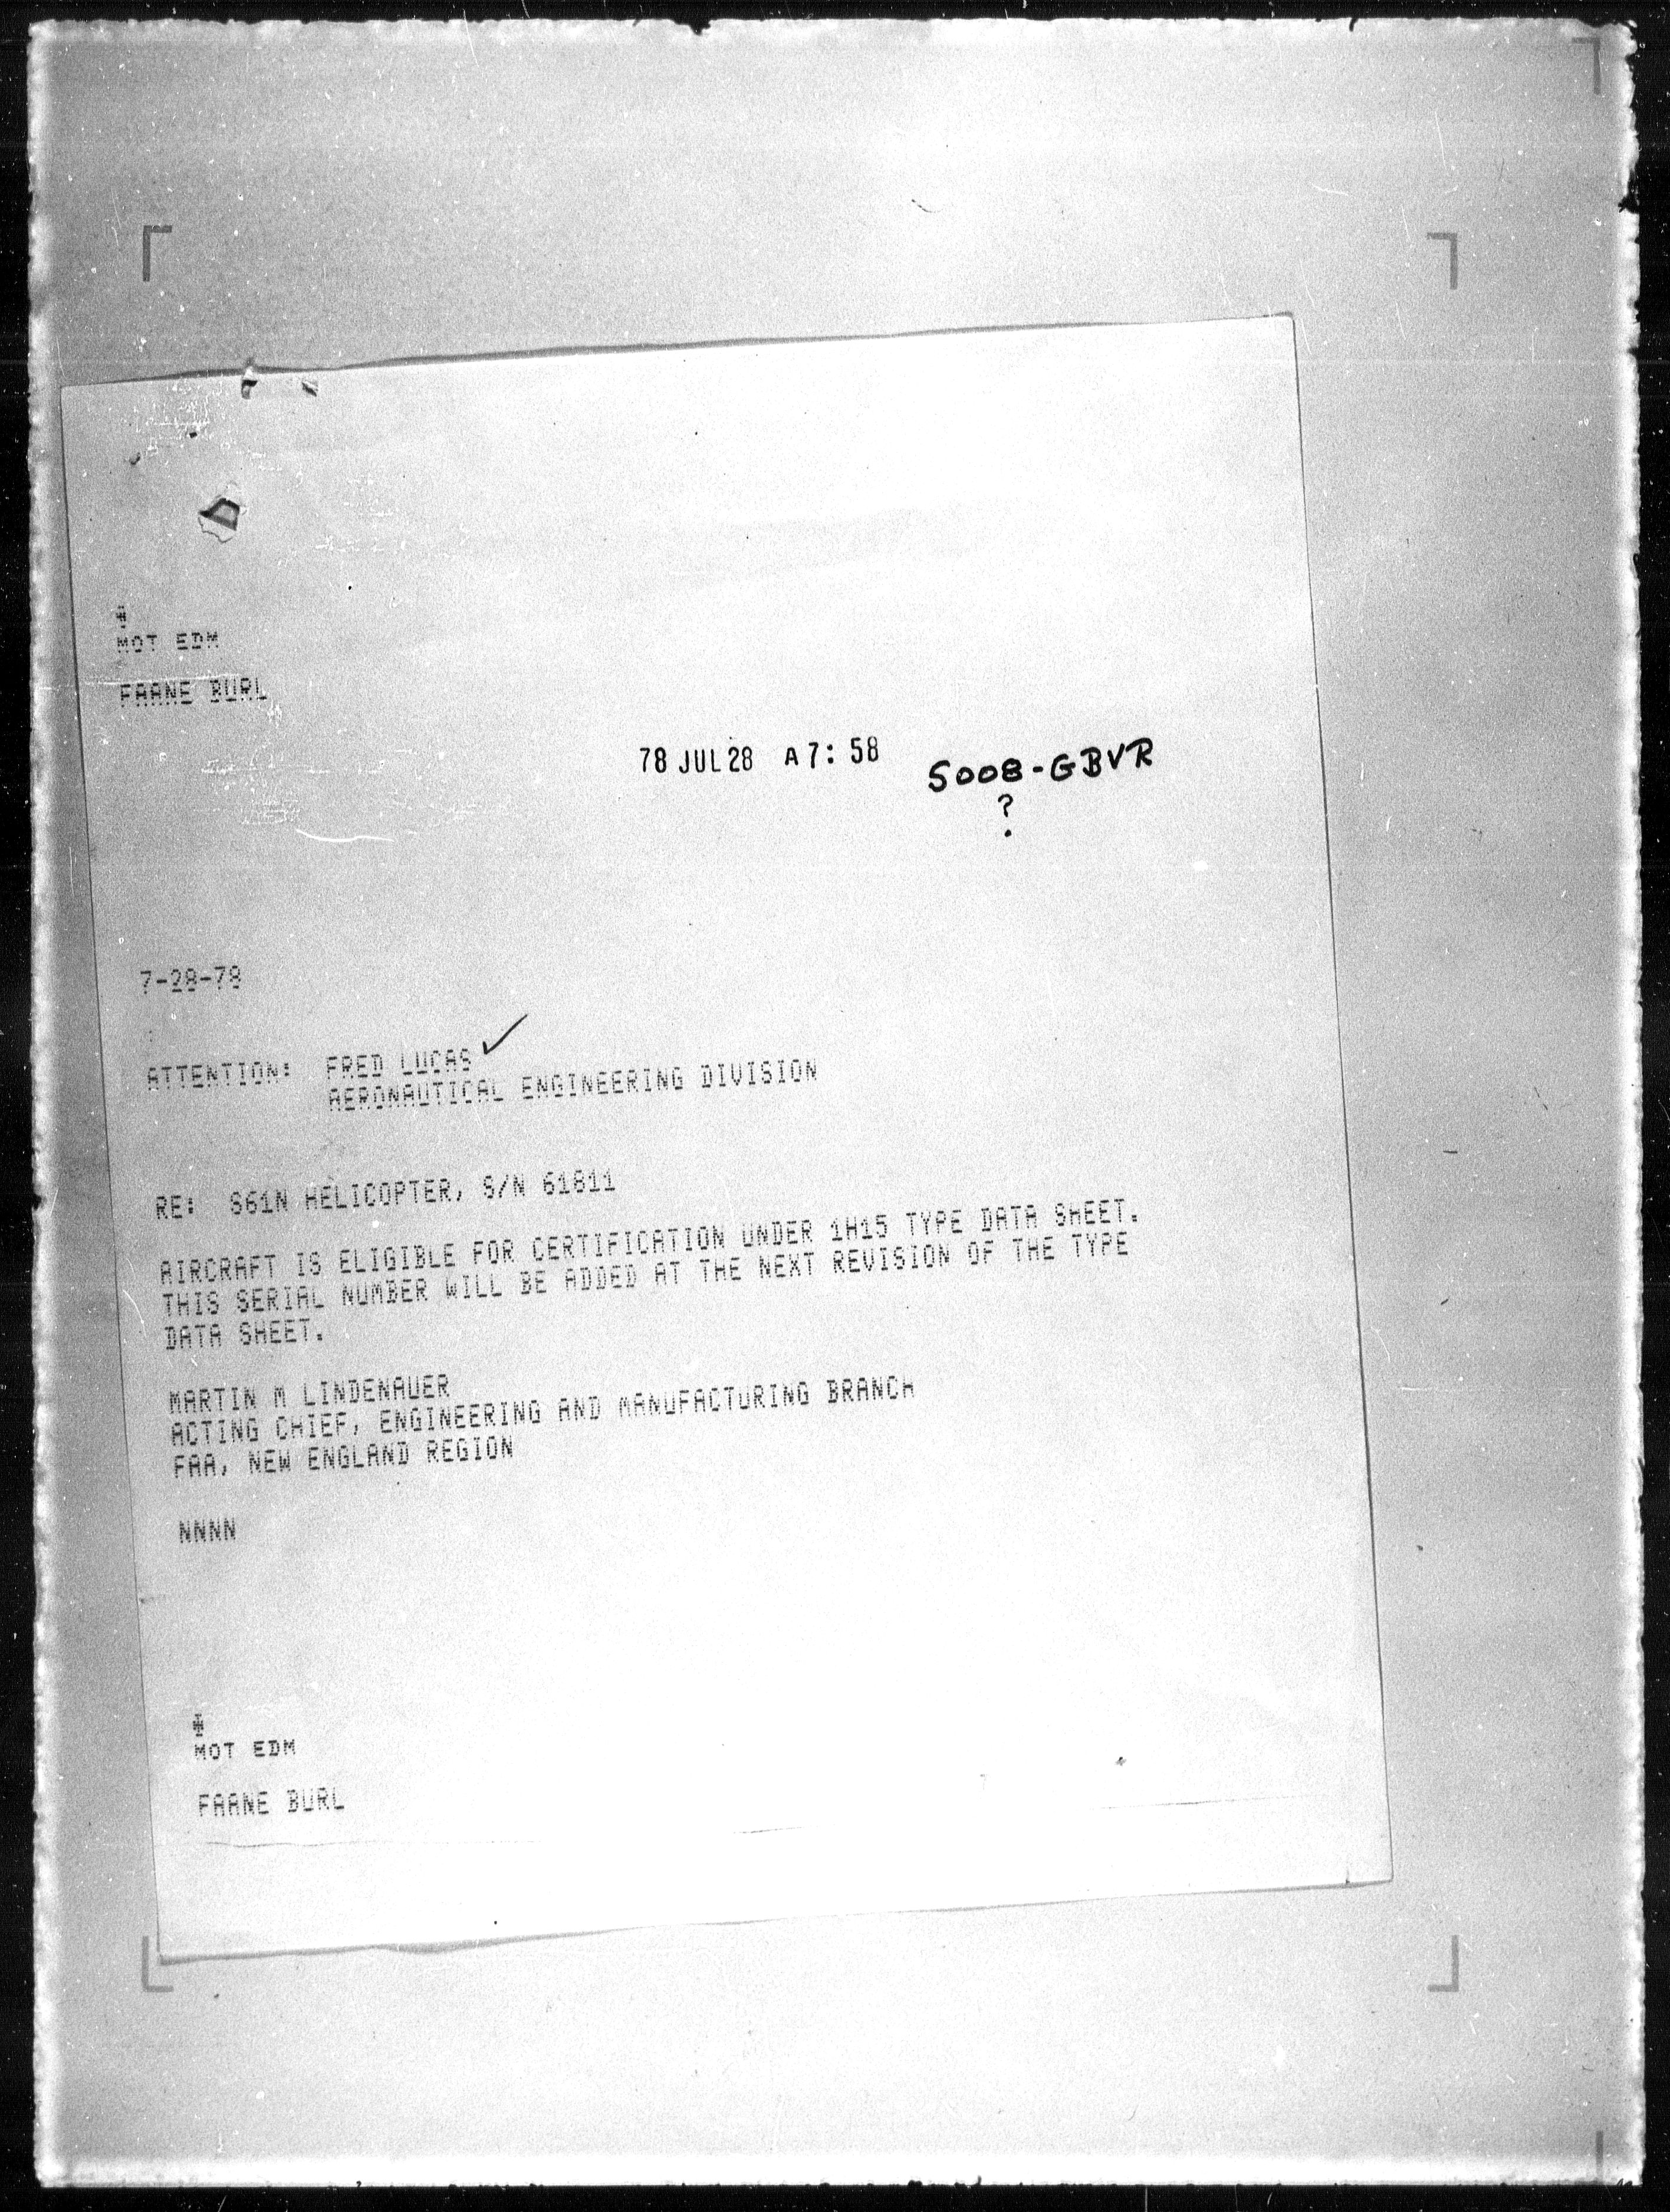 MOT EDM
FAANE BURL
78 JUL 28 A 7: 58
5008-GBVR
?
7-28-78
ATTENTION: FRED LUCAS ✓
AERONAUTICAL ENGINEERING DIVISION
RE: S61N HELICOPTER, S/N 61811
AIRCRAFT IS ELIGIBLE FOR CERTIFICATION UNDER 1H15 TYPE DATA SHEET.
THIS SERIAL NUMBER WILL BE ADDED AT THE NEXT REVISION OF THE TYPE
DATA SHEET.
MARTIN M LINDENAUER
ACTING CHIEF, ENGINEERING AND MANUFACTURING BRANCH
FAA, NEW ENGLAND REGION
NNNN
MOT EDM
FAANE BURL